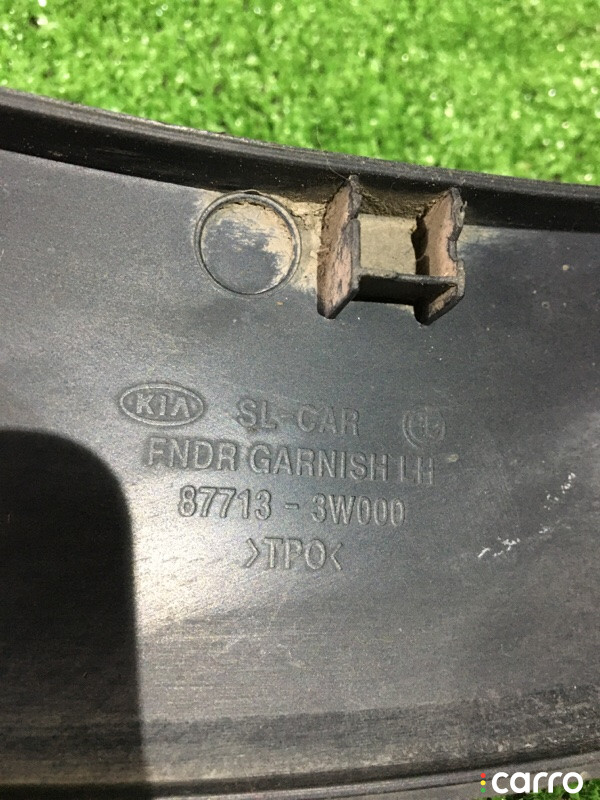 KIA SL-CAR
FNDR GARNISH LH
87713 - 3W000
>TPO<
carro